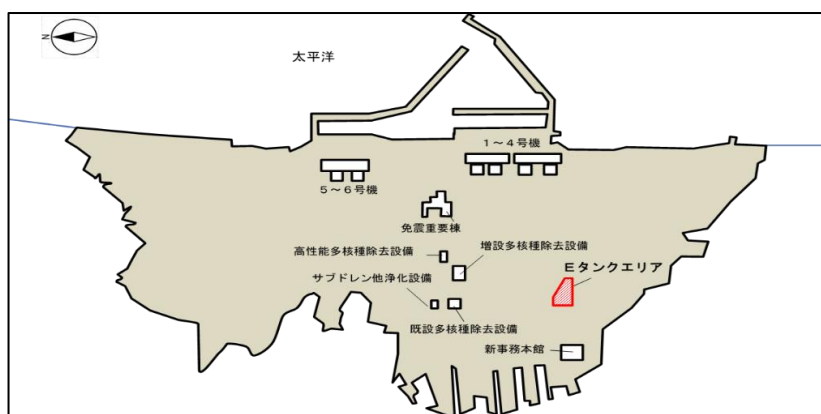 N
太平洋
1～4号機
5～6号機
免震重要棟
高性能多核種除去設備
増設多核種除去設備
Eタンクエリア
サブドレン他浄化設備
既設多核種除去設備
新事務本館